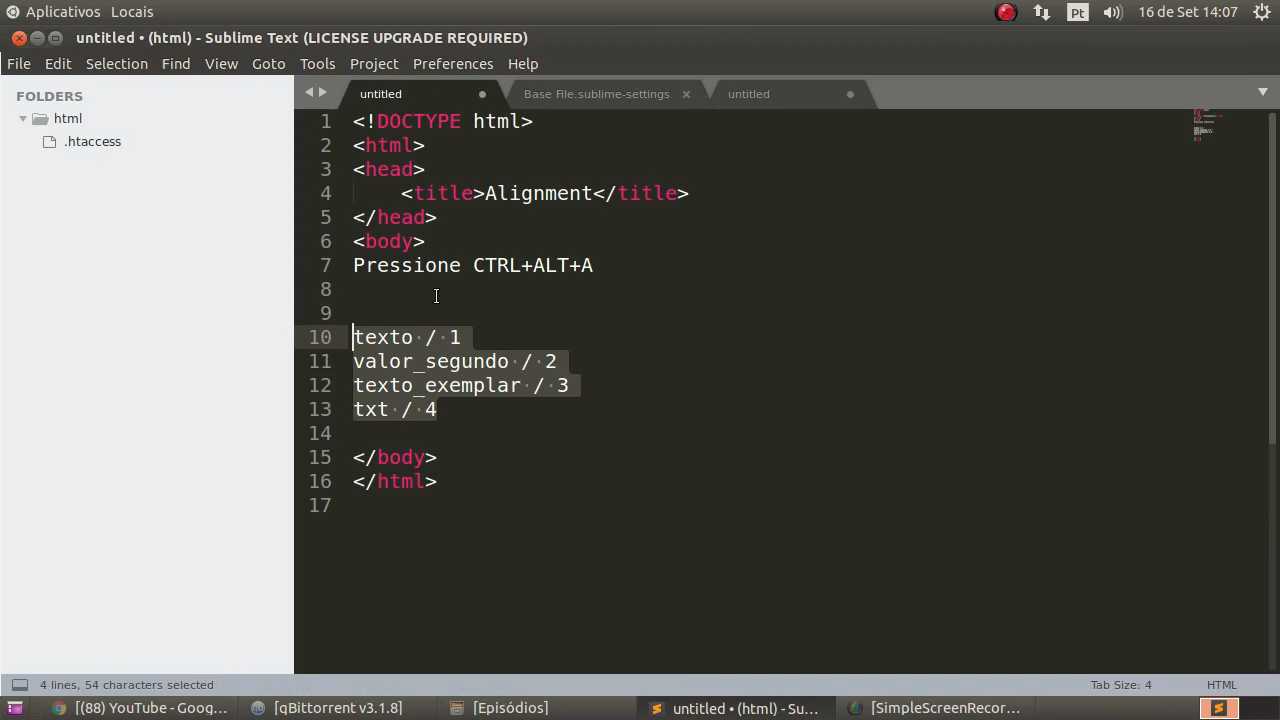 Aplicativos Locais Pt 16 de Set 14:07
untitled • (html) - Sublime Text (LICENSE UPGRADE REQUIRED)
File Edit Selection Find View Goto Tools Project Preferences Help
FOLDERS
html
.htaccess
untitled Base File.sublime-settings untitled
1 <!DOCTYPE html>
2 <html>
3 <head>
4 <title>Alignment</title>
5 </head>
6 <body>
7 Pressione CTRL+ALT+A
8
9
10 texto / 1
11 valor_segundo / 2
12 texto_exemplar / 3
13 txt / 4
14
15 </body>
16 </html>
17
4 lines, 54 characters selected. Tab Size: 4 HTML
[(88) YouTube - Goog... [qBittorrent v3.1.8] [Episódios] untitled • (html) - Su... [SimpleScreenRecor...